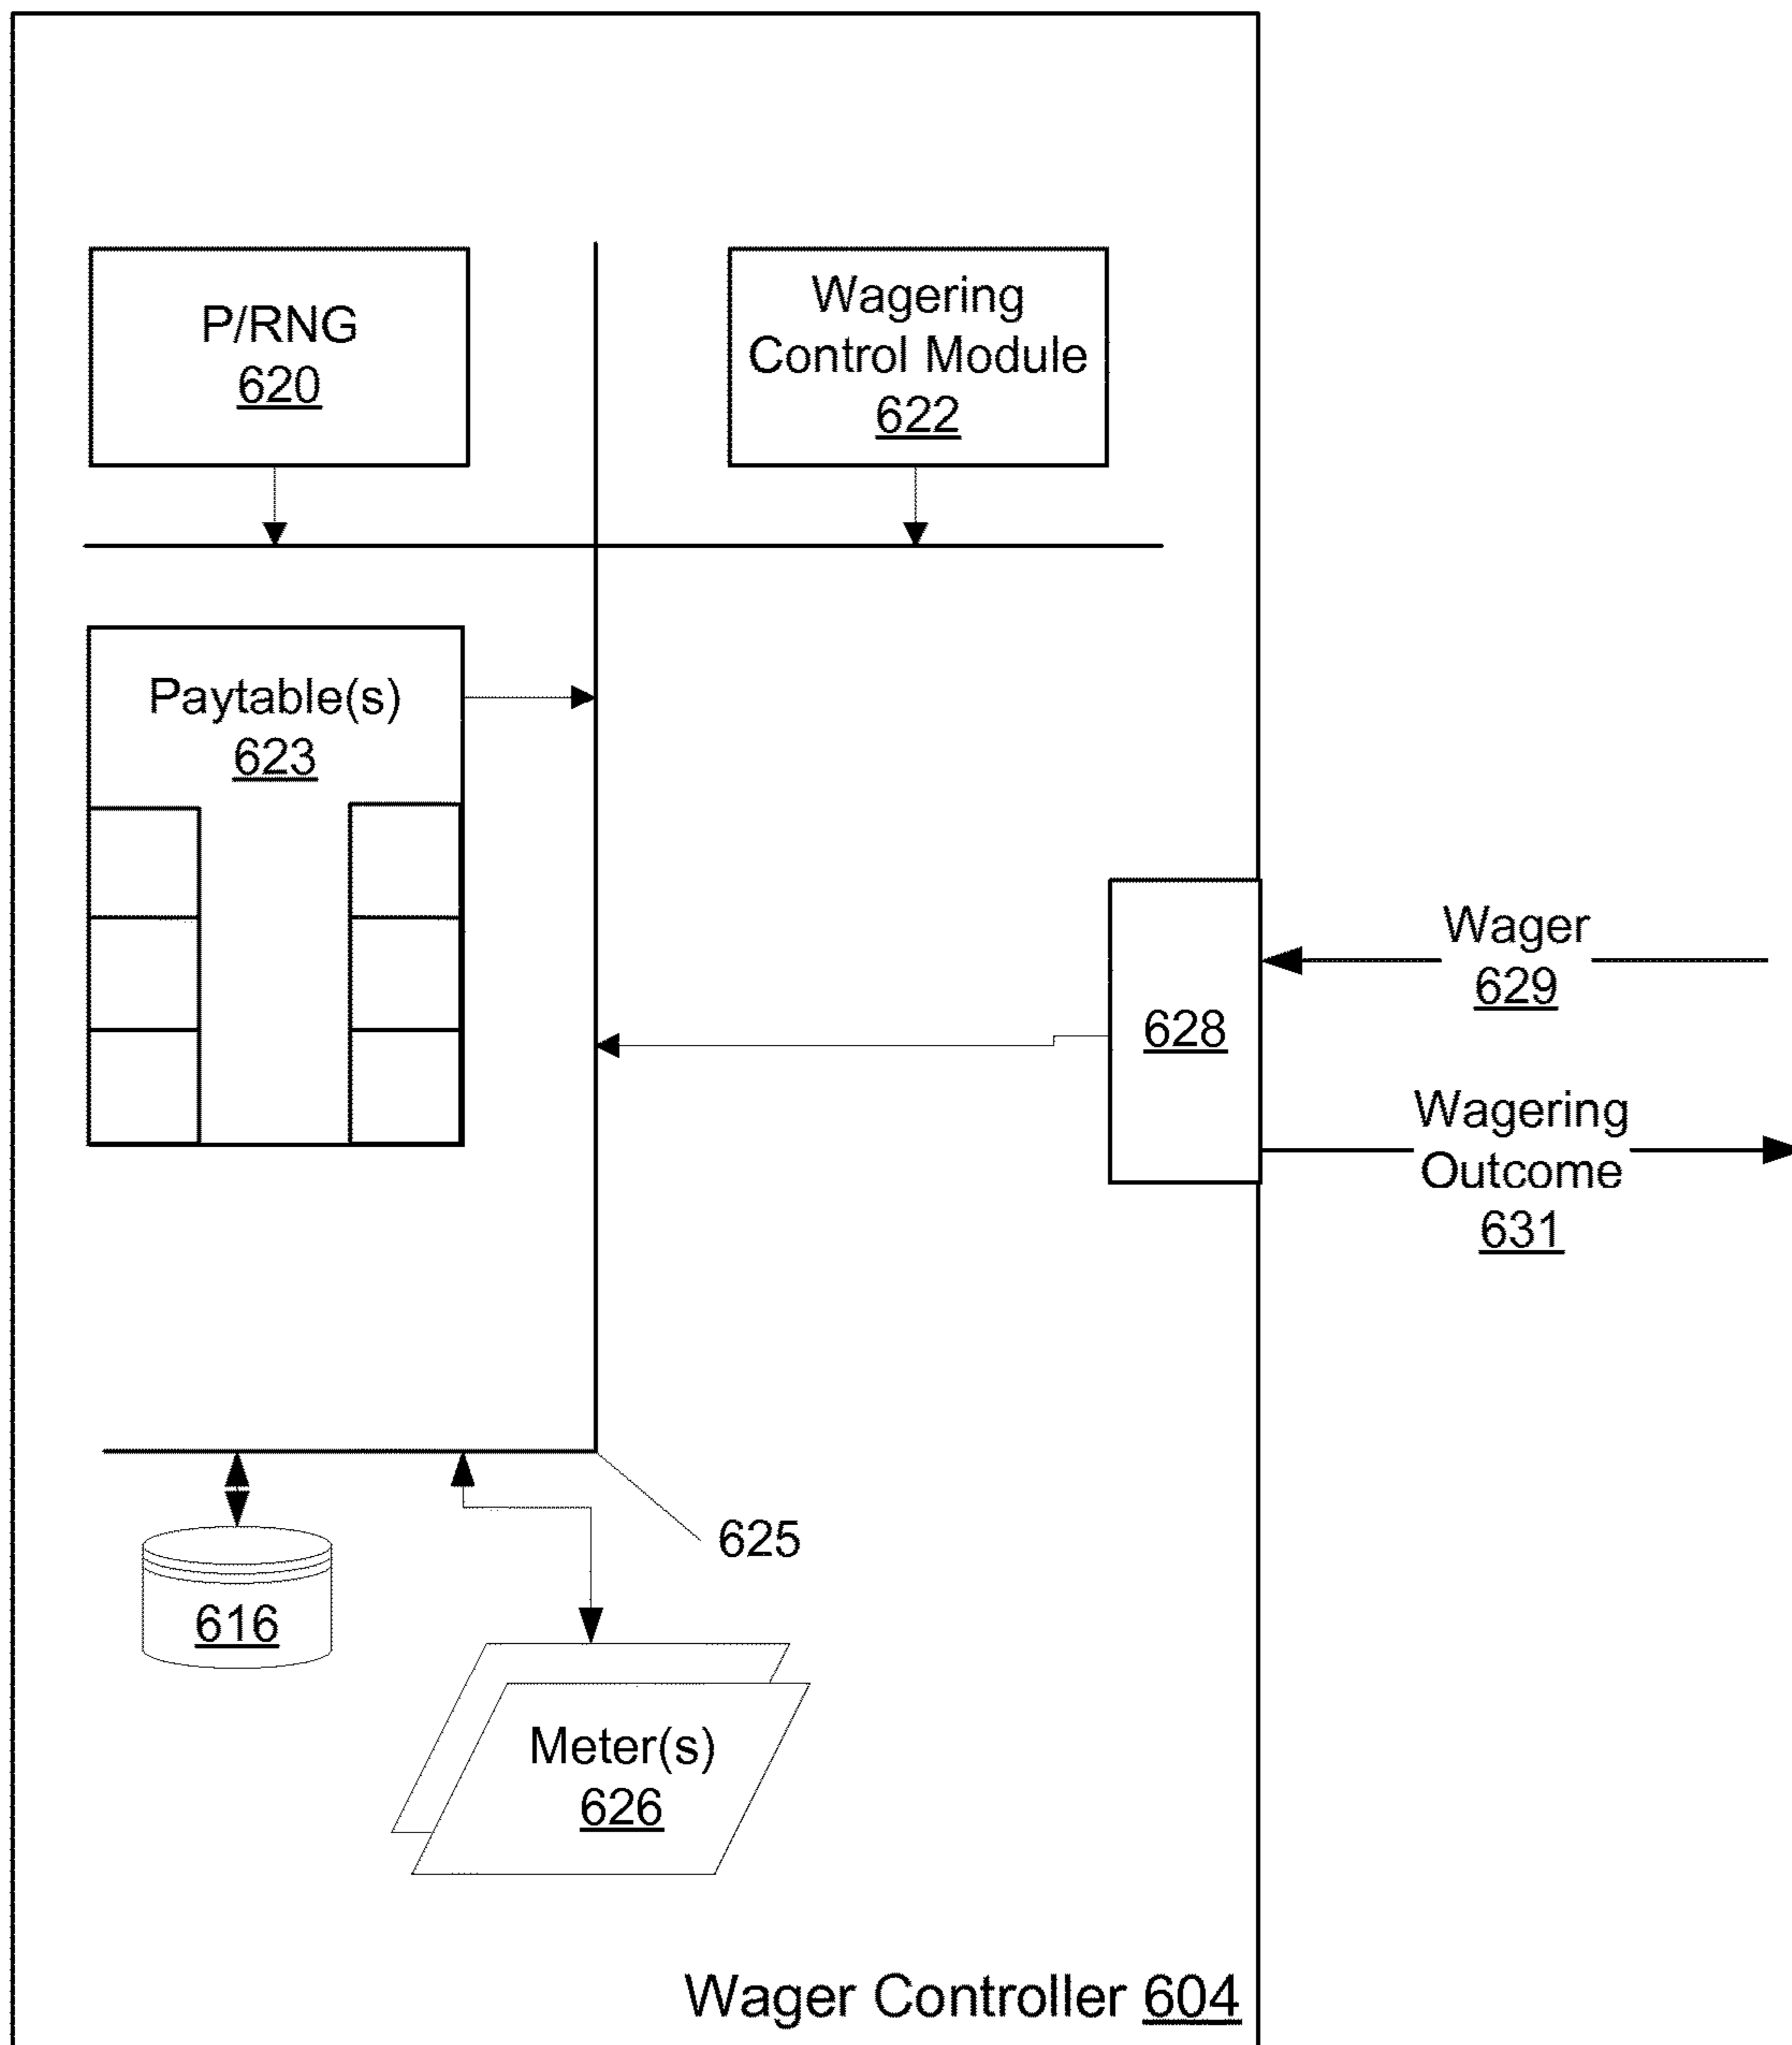 P/RNG
620
Wagering
Control Module
622
Paytable(s)
623
Wager
629
628
Wagering
Outcome
631
625
616
Meter(s)
626
Wager Controller 604